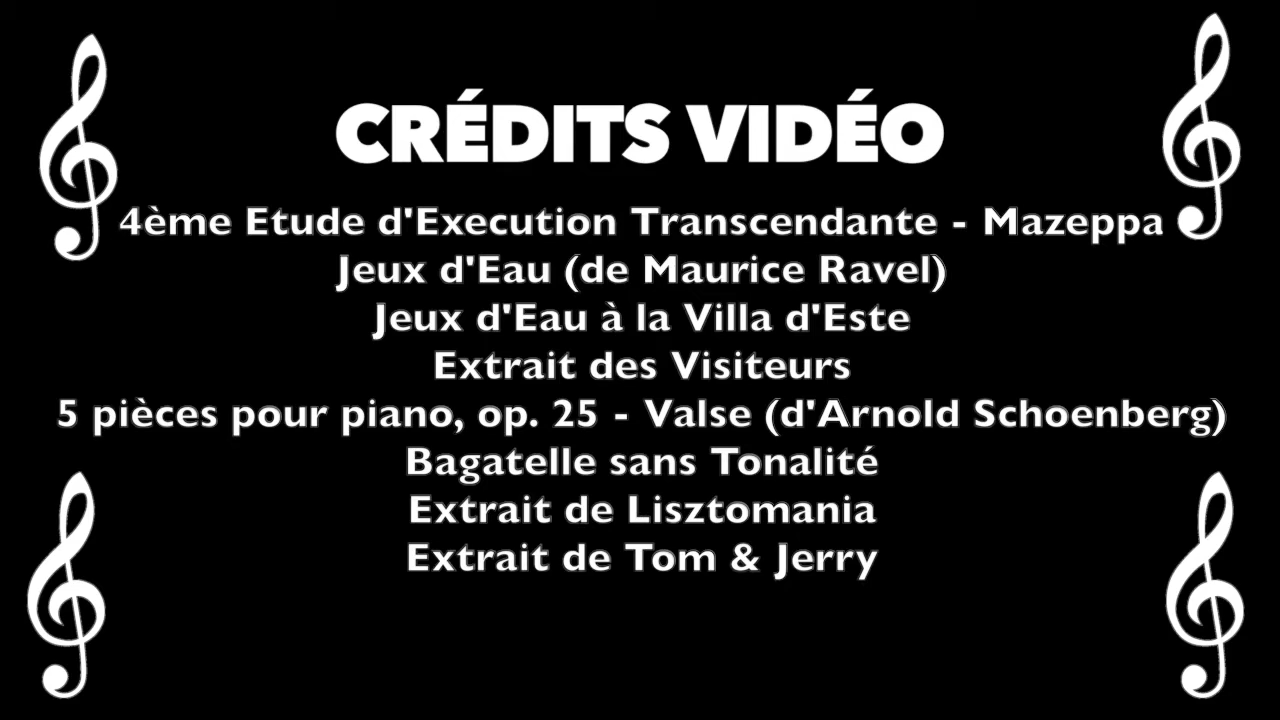 CRÉDITS VIDÉO
4ème Etude d'Execution Transcendante - Mazeppa
Jeux d'Eau (de Maurice Ravel)
Jeux d'Eau à la Villa d'Este
Extrait des Visiteurs
5 pièces pour piano, op. 25 - Valse (d'Arnold Schoenberg)
Bagatelle sans Tonalité
Extrait de Lisztomania
Extrait de Tom & Jerry